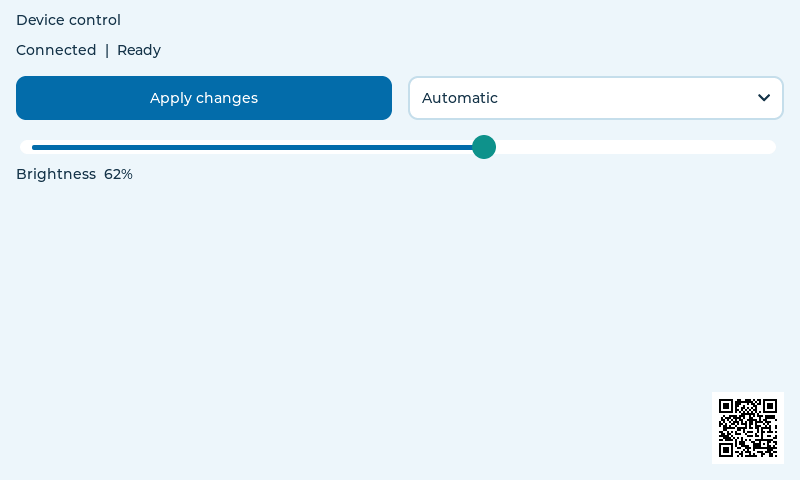 Device control
Connected | Ready
Apply changes
Automatic
Brightness 62%